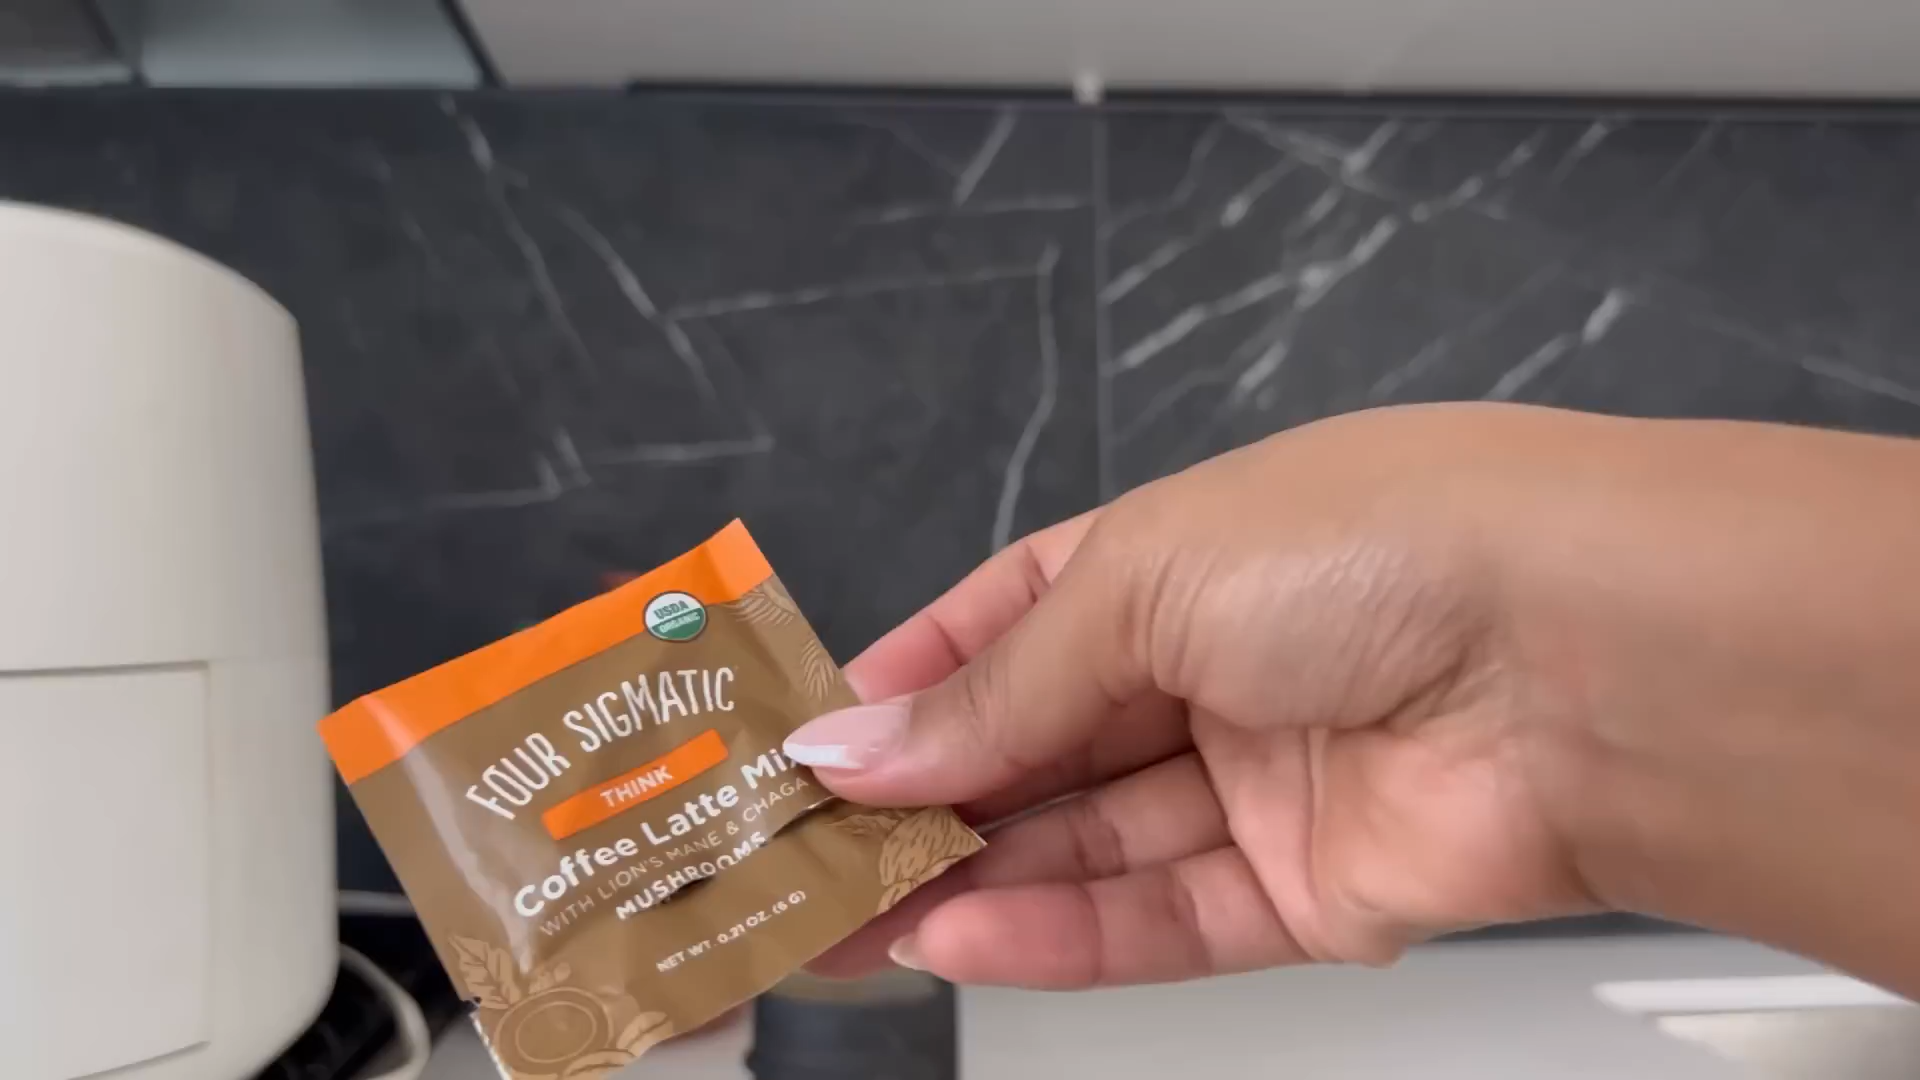 USDA
ORGANIC
FOUR SIGMATIC
THINK
Coffee Latte Mix
WITH LION'S MANE & CHAGA
MUSHROOMS
NET WT. 0.21 OZ. (6 G)